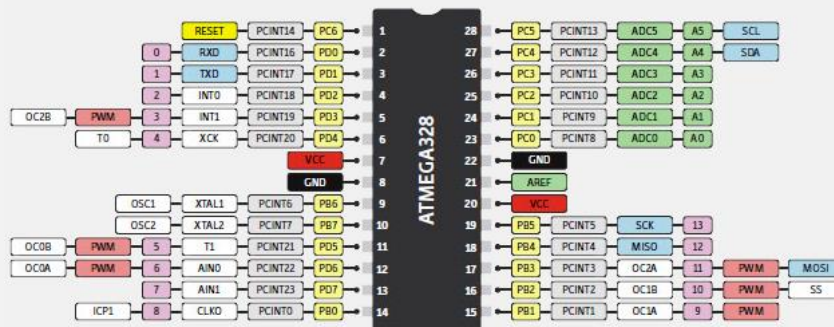 RESET PCINT14 PC6 1 28 PC5 PCINT13 ADC5 A5 SCL
0 RXD PCINT16 PD0 2 27 PC4 PCINT12 ADC4 A4 SDA
1 TXD PCINT17 PD1 3 26 PC3 PCINT11 ADC3 A3
2 INT0 PCINT18 PD2 4 25 PC2 PCINT10 ADC2 A2
OC2B PWM 3 INT1 PCINT19 PD3 5 24 PC1 PCINT9 ADC1 A1
T0 4 XCK PCINT20 PD4 6 23 PC0 PCINT8 ADC0 A0
VCC 7 22 GND
GND 8 21 AREF
OSC1 XTAL1 PCINT6 PB6 9 20 VCC
OSC2 XTAL2 PCINT7 PB7 10 19 PB5 PCINT5 SCK 13
OC0B PWM 5 T1 PCINT21 PD5 11 18 PB4 PCINT4 MISO 12
OC0A PWM 6 AIN0 PCINT22 PD6 12 17 PB3 PCINT3 OC2A 11 PWM MOSI
7 AIN1 PCINT23 PD7 13 16 PB2 PCINT2 OC1B 10 PWM SS
ICP1 8 CLK0 PCINT0 PB0 14 15 PB1 PCINT1 OC1A 9 PWM
ATMEGA328